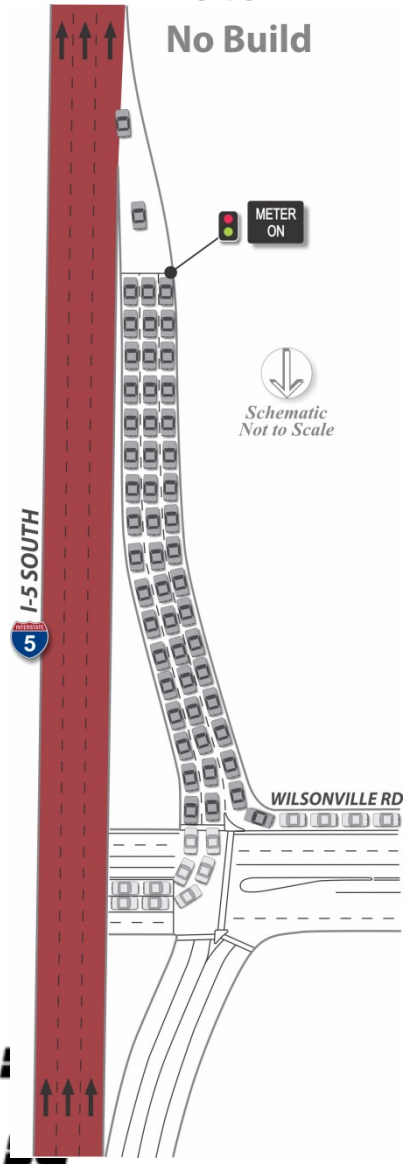 No Build
METER
ON
Schematic
Not to Scale
I-5 SOUTH
INTERSTATE
5
WILSONVILLE RD